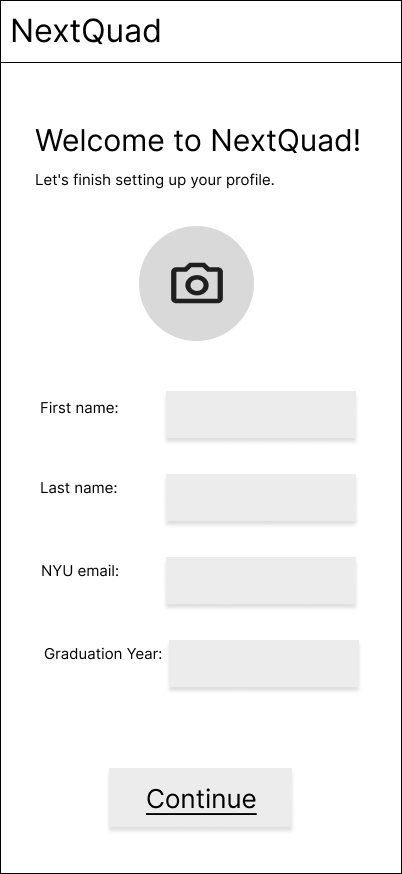 NextQuad
Welcome to NextQuad!
Let's finish setting up your profile.
First name:
Last name:
NYU email:
Graduation Year:
Continue